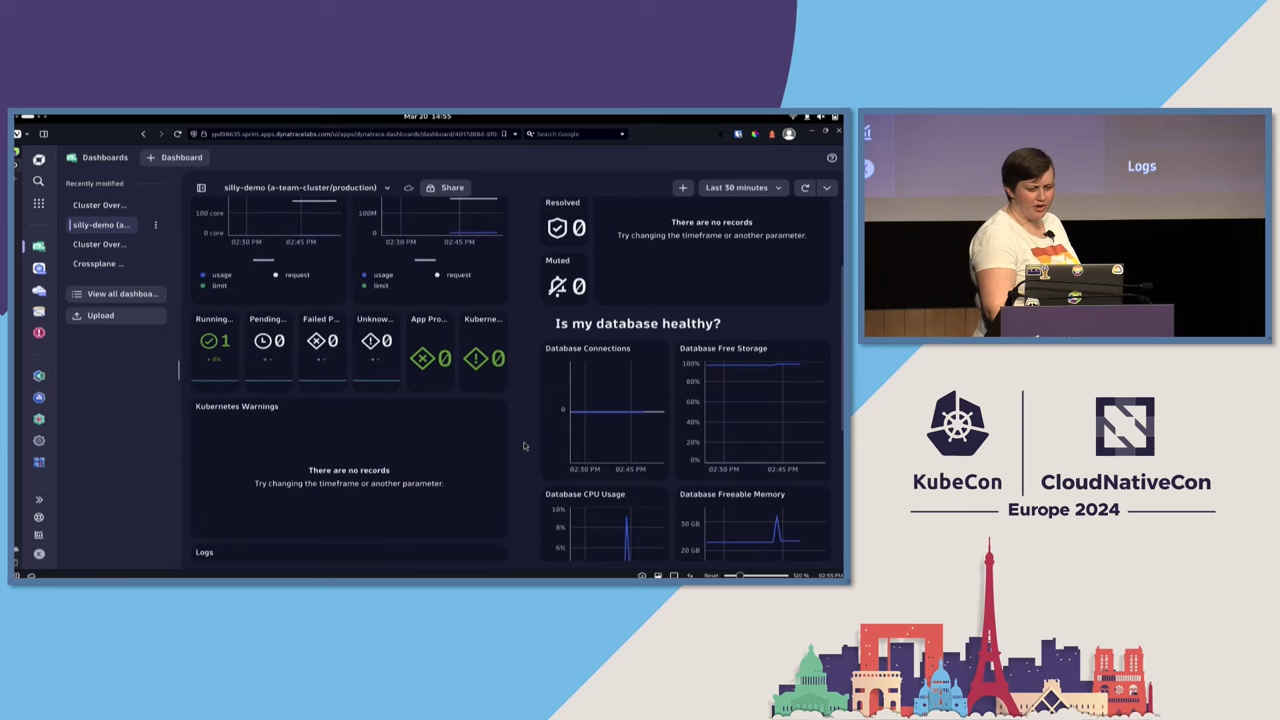 Mar 20 14:55
Search Google
Dashboards
Dashboard
Recently modified
Cluster Over...
silly-demo (a...
Cluster Over...
Crossplane ...
View all dashboa...
Upload
silly-demo (a-team-cluster/production)
Share
Last 30 minutes
100 core
0 core
02:30 PM
02:45 PM
usage
request
limit
100M
0
02:30 PM
02:45 PM
usage
request
limit
Resolved
0
Muted
0
There are no records
Try changing the timeframe or another parameter.
Running...
1
Pending...
0
Failed P...
0
Unknow...
0
App Pro...
0
Kuberne...
0
Kubernetes Warnings
There are no records
Try changing the timeframe or another parameter.
Logs
Is my database healthy?
Database Connections
0
02:30 PM
02:45 PM
Database Free Storage
100%
80%
60%
40%
20%
0%
02:30 PM
02:45 PM
Database CPU Usage
10%
8%
6%
Database Freeable Memory
30 GB
20 GB
Reset
120 %
02:55 PM
Logs
KubeCon
CloudNativeCon
Europe 2024